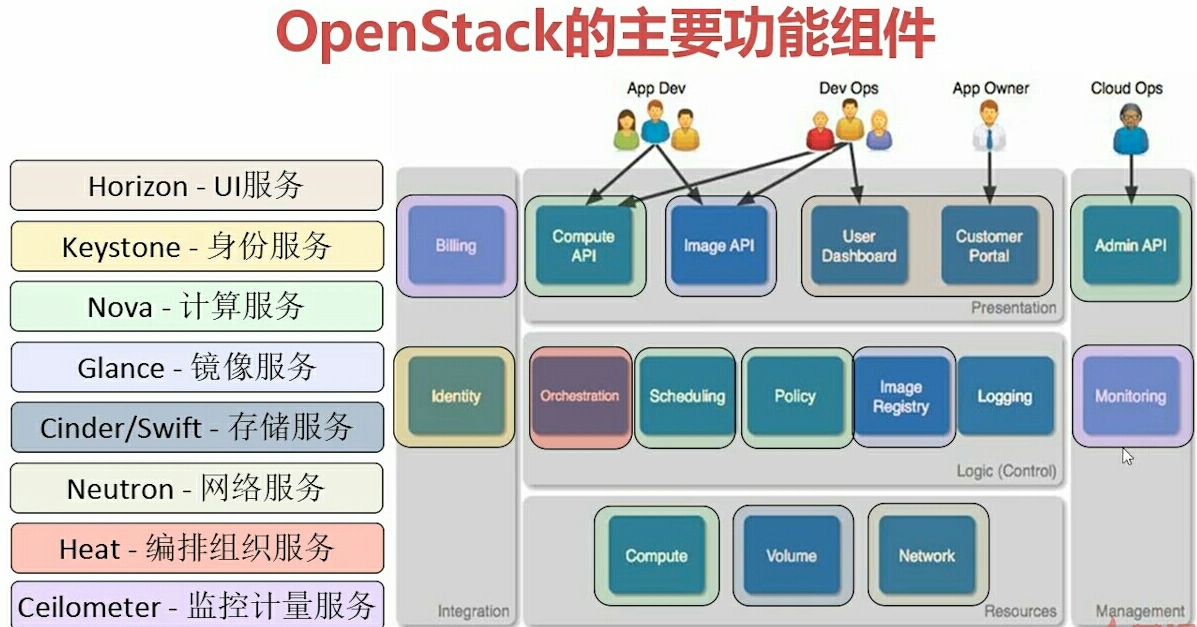 OpenStack的主要功能组件
Horizon - UI服务
Keystone - 身份服务
Nova - 计算服务
Glance - 镜像服务
Cinder/Swift - 存储服务
Neutron - 网络服务
Heat - 编排组织服务
Ceilometer - 监控计量服务
App Dev
Dev Ops
App Owner
Cloud Ops
Billing
Compute
API
Image API
User
Dashboard
Customer
Portal
Admin API
Presentation
Identity
Orchestration
Scheduling
Policy
Image
Registry
Logging
Monitoring
Logic (Control)
Compute
Volume
Network
Integration
Resources
Management